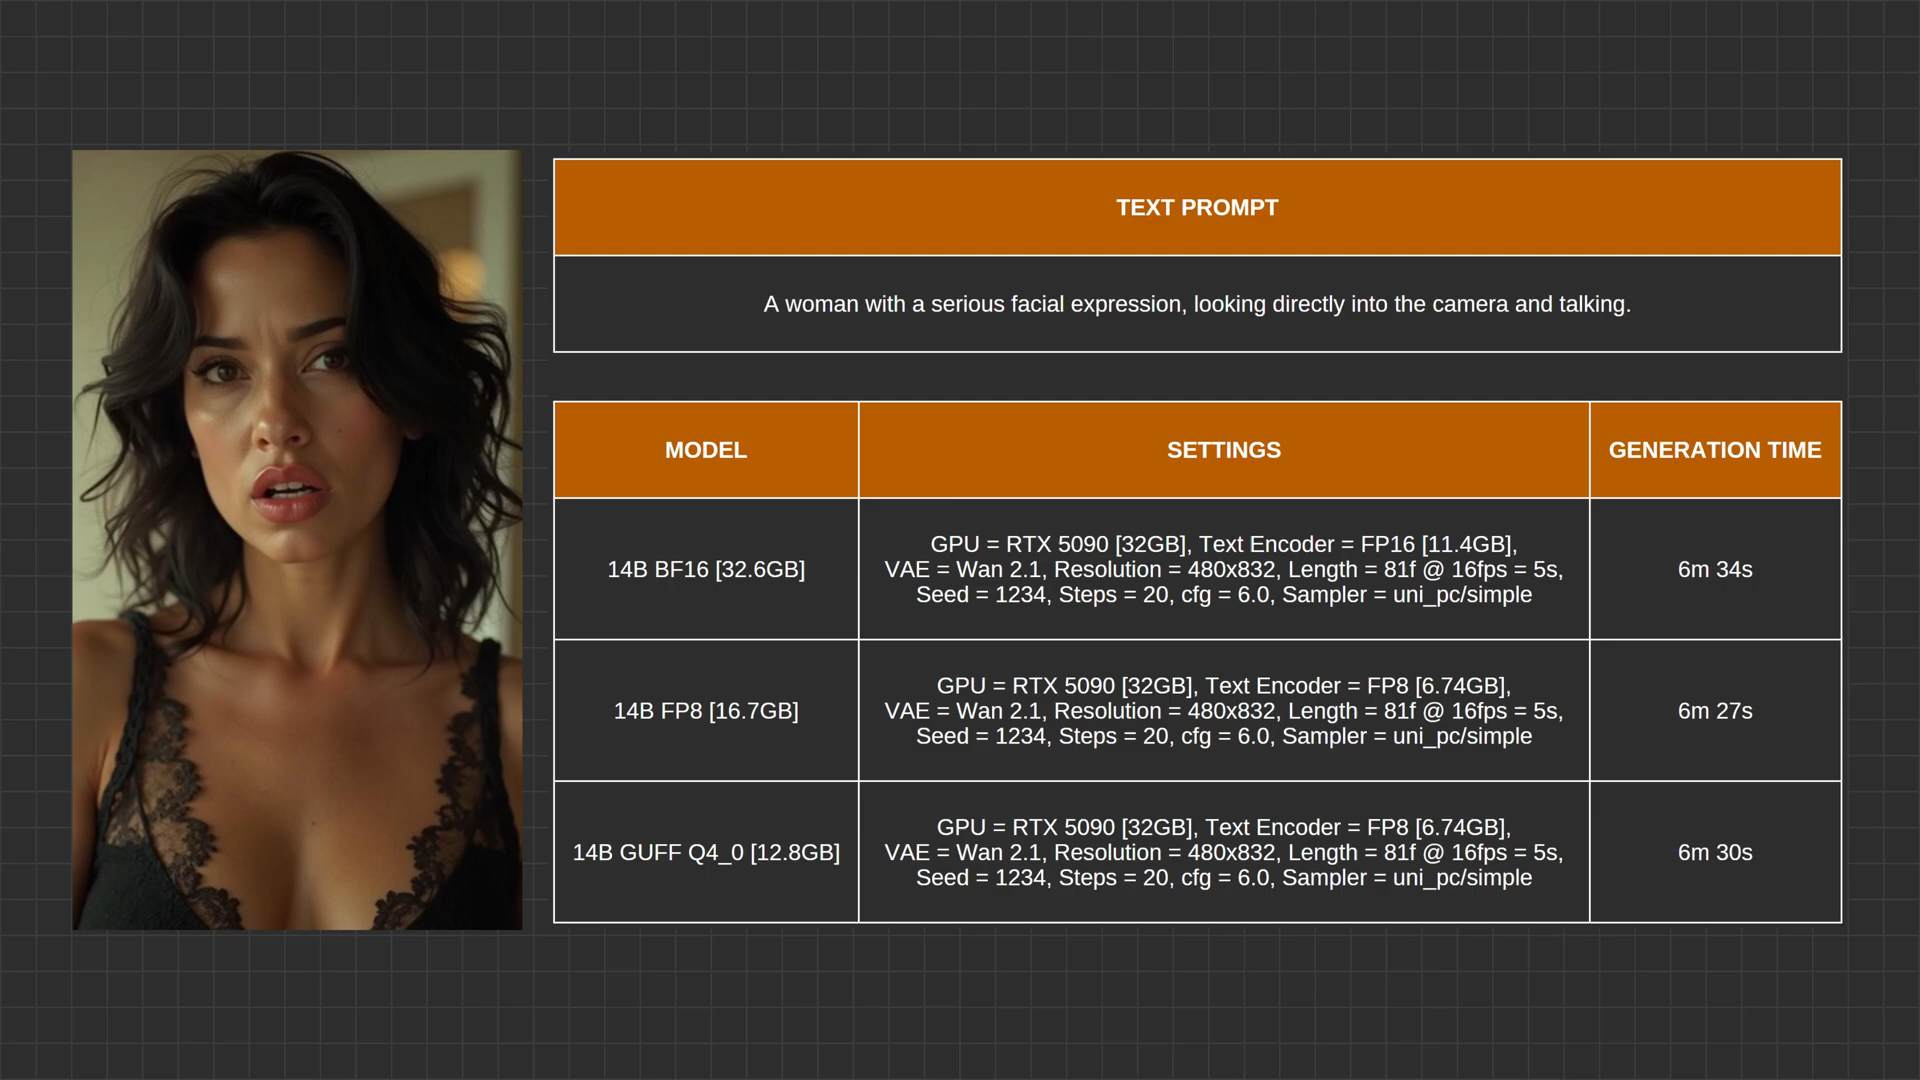 TEXT PROMPT
A woman with a serious facial expression, looking directly into the camera and talking.
MODEL
SETTINGS
GENERATION TIME
14B BF16 [32.6GB]
GPU = RTX 5090 [32GB], Text Encoder = FP16 [11.4GB],
VAE = Wan 2.1, Resolution = 480x832, Length = 81f @ 16fps = 5s,
Seed = 1234, Steps = 20, cfg = 6.0, Sampler = uni_pc/simple
6m 34s
14B FP8 [16.7GB]
GPU = RTX 5090 [32GB], Text Encoder = FP8 [6.74GB],
VAE = Wan 2.1, Resolution = 480x832, Length = 81f @ 16fps = 5s,
Seed = 1234, Steps = 20, cfg = 6.0, Sampler = uni_pc/simple
6m 27s
14B GUFF Q4_0 [12.8GB]
GPU = RTX 5090 [32GB], Text Encoder = FP8 [6.74GB],
VAE = Wan 2.1, Resolution = 480x832, Length = 81f @ 16fps = 5s,
Seed = 1234, Steps = 20, cfg = 6.0, Sampler = uni_pc/simple
6m 30s